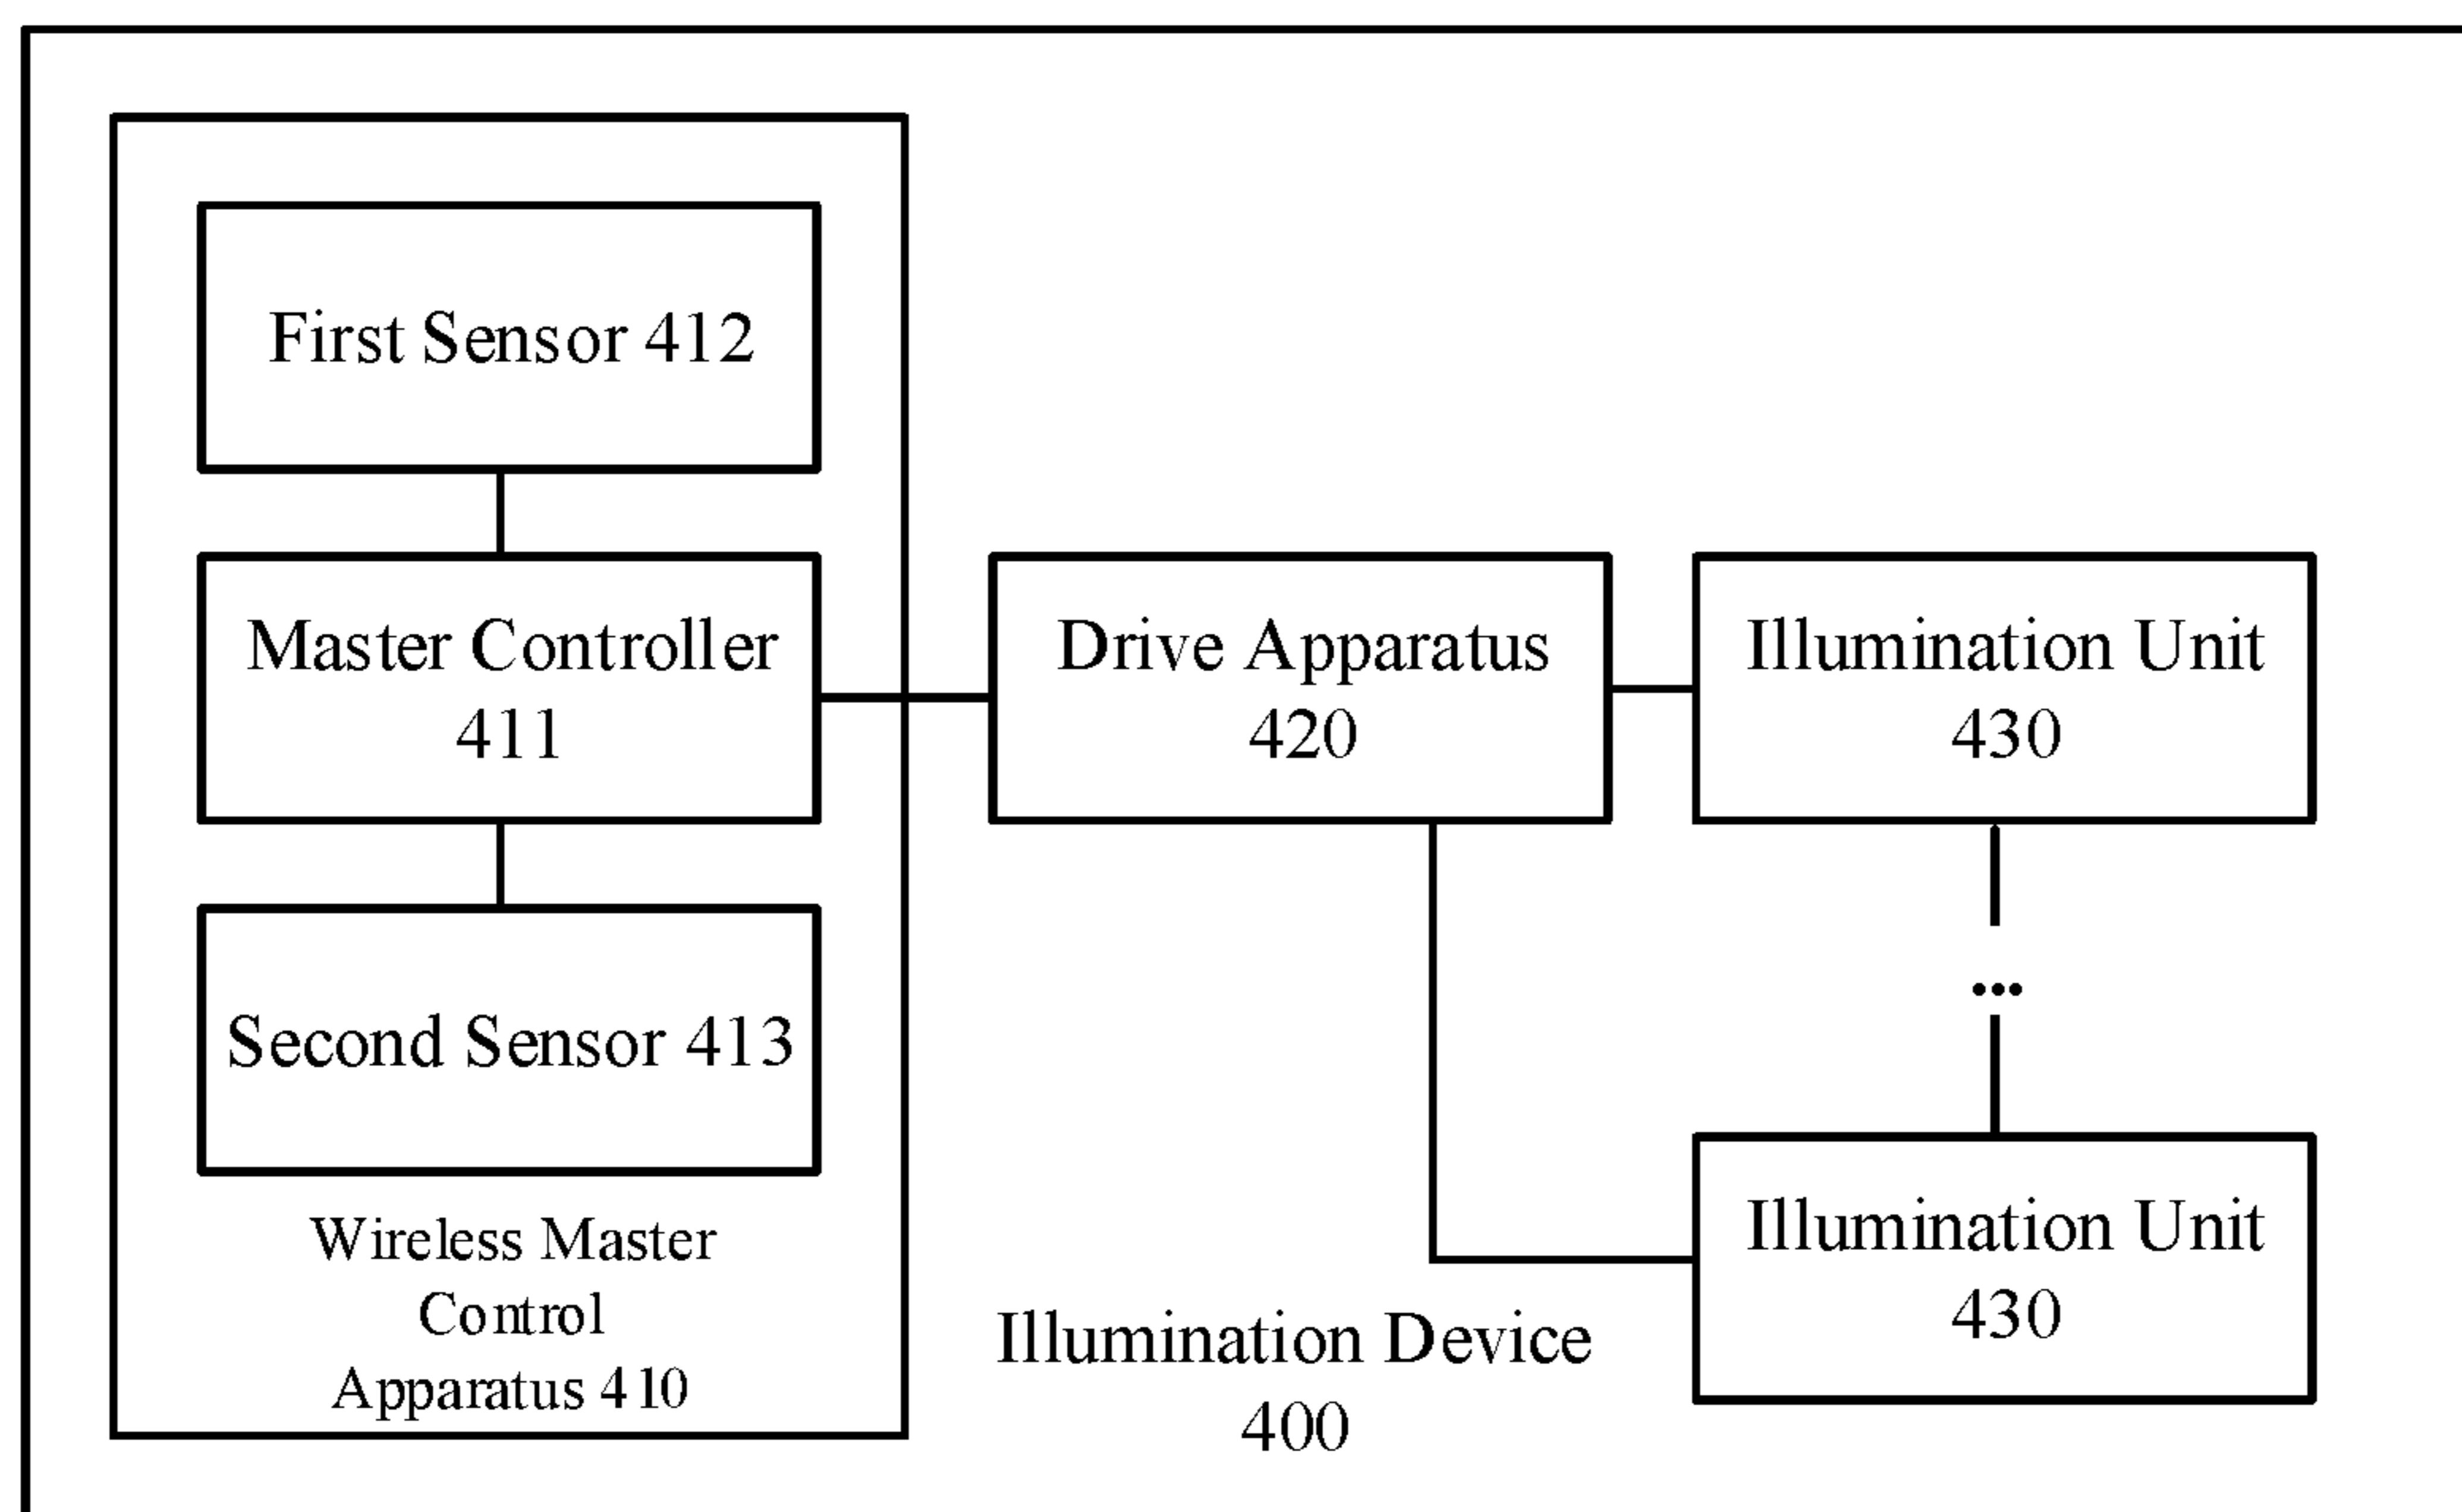 First Sensor 412
Master Controller
411
Second Sensor 413
Wireless Master
Control
Apparatus 410
Drive Apparatus
420
Illumination Unit
430
...
Illumination Unit
430
Illumination Device
400